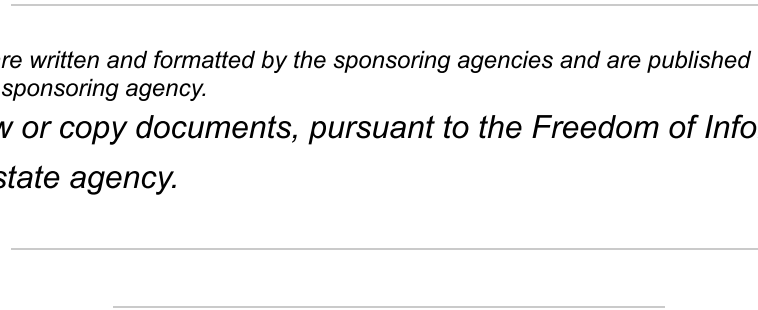 re written and formatted by the sponsoring agencies and are published
sponsoring agency.
or copy documents, pursuant to the Freedom of Info
state agency.